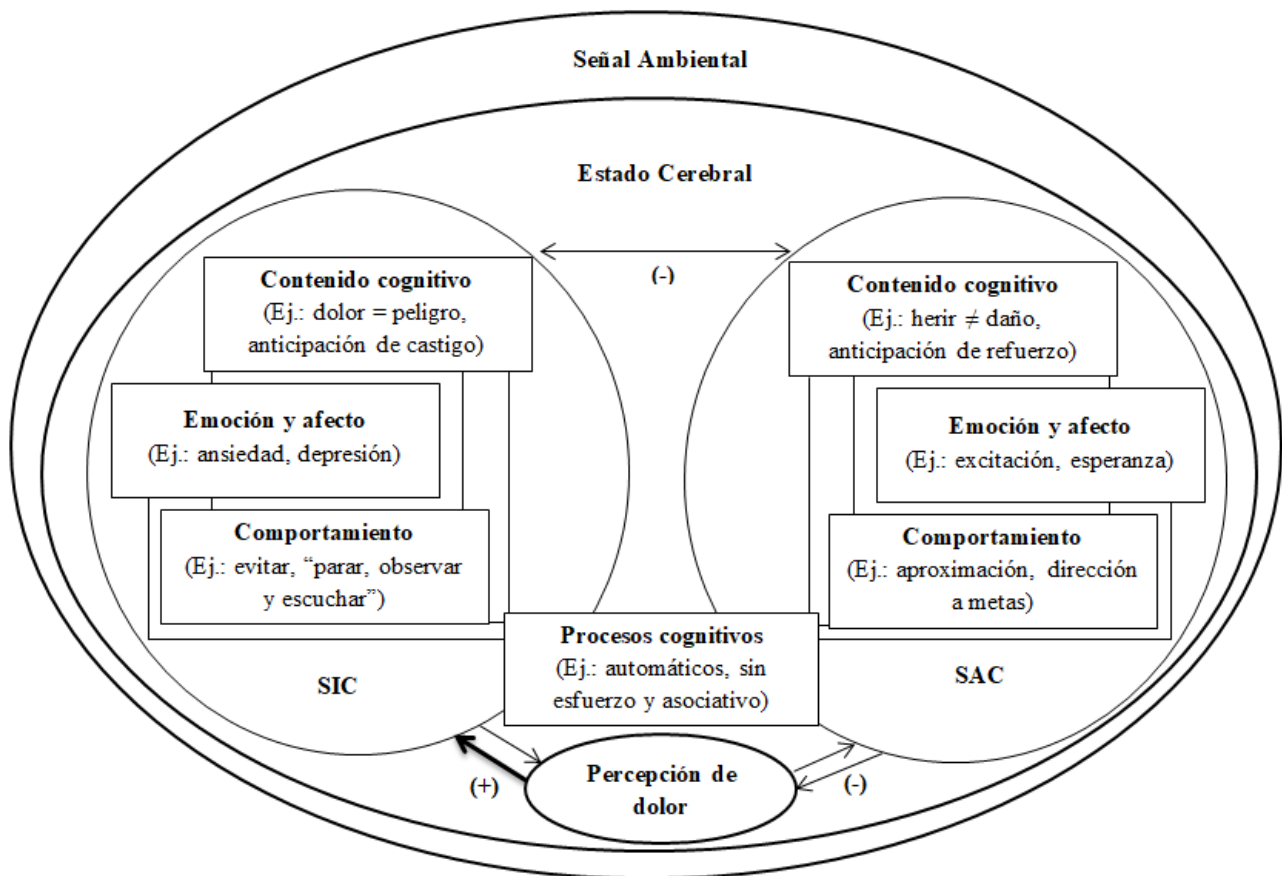 Señal Ambiental
Estado Cerebral
(-)
Contenido cognitivo
(Ej.: dolor = peligro,
anticipación de castigo)
Emoción y afecto
(Ej.: ansiedad, depresión)
Comportamiento
(Ej.: evitar, “parar, observar
y escuchar”)
SIC
Contenido cognitivo
(Ej.: herir ≠ daño,
anticipación de refuerzo)
Emoción y afecto
(Ej.: excitación, esperanza)
Comportamiento
(Ej.: aproximación, dirección
a metas)
SAC
Procesos cognitivos
(Ej.: automáticos, sin
esfuerzo y asociativo)
(+)
Percepción de
dolor
(-)